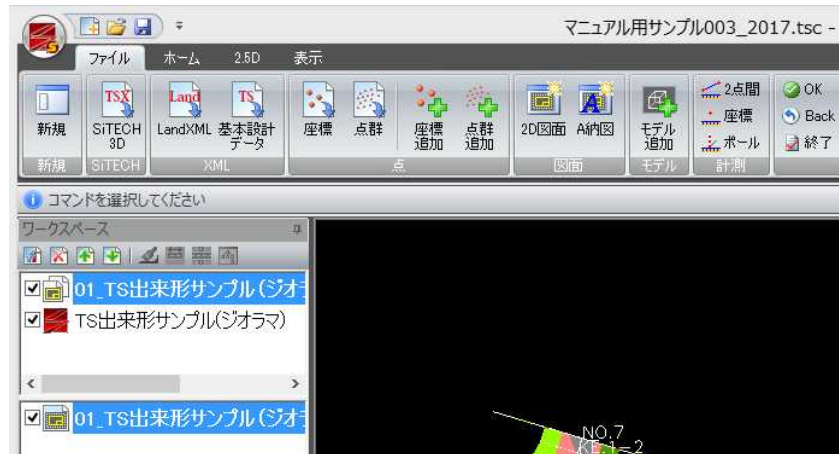 マニュアル用サンプル003_2017.tsc -
ファイル ホーム 2.5D 表示
TSX Land TS A
新規 SiTECH 3D LandXML 基本設計データ 座標 点群 座標追加 点群追加 2D図面 A納図 モデル追加
2点間 OK
座標 Back
ポール 終了
新規 SiTECH XML 点 図面 モデル 計測
コマンドを選択してください
ワークスペース
01_TS出来形サンプル(ジオラ
TS出来形サンプル(ジオラマ)
01_TS出来形サンプル(ジオラ
NO.7
KE.1-2